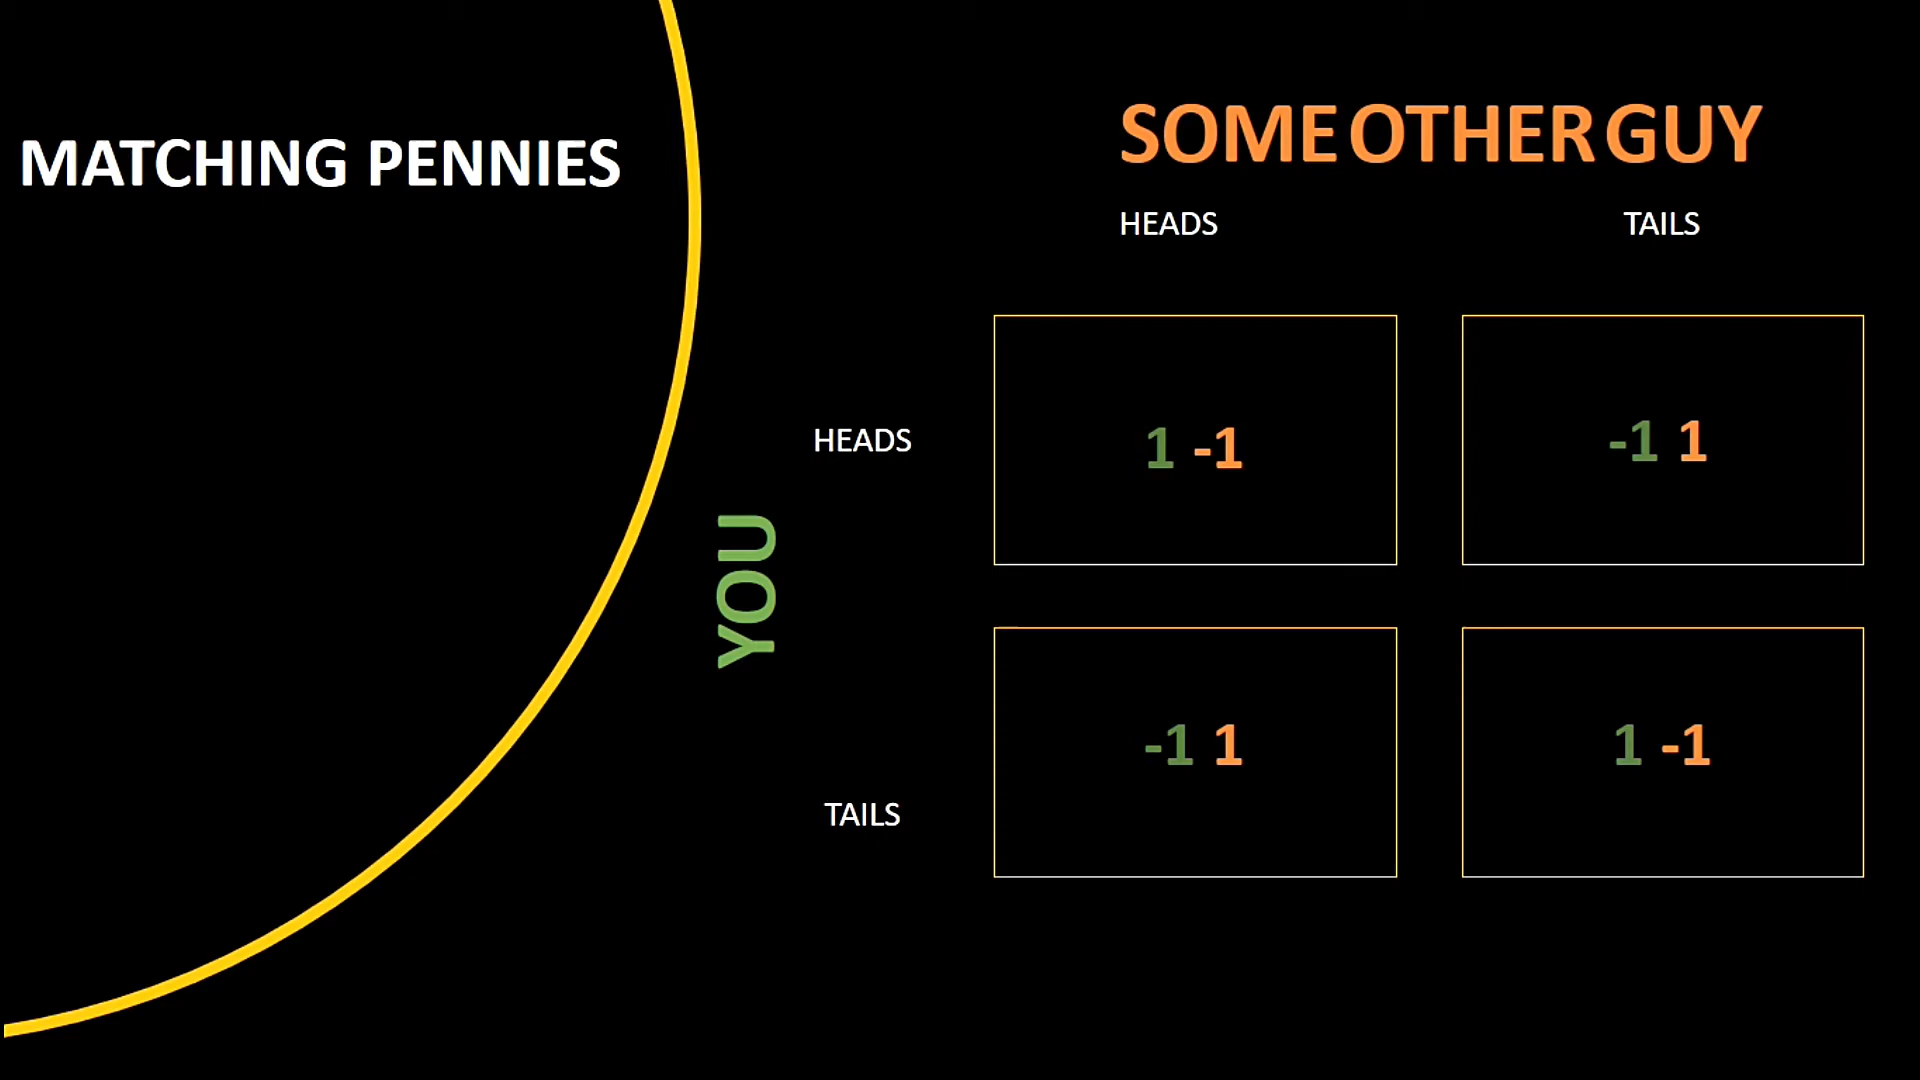 MATCHING PENNIES
SOME OTHER GUY
HEADS TAILS
HEADS
1 -1
-1 1
YOU
TAILS
-1 1
1 -1